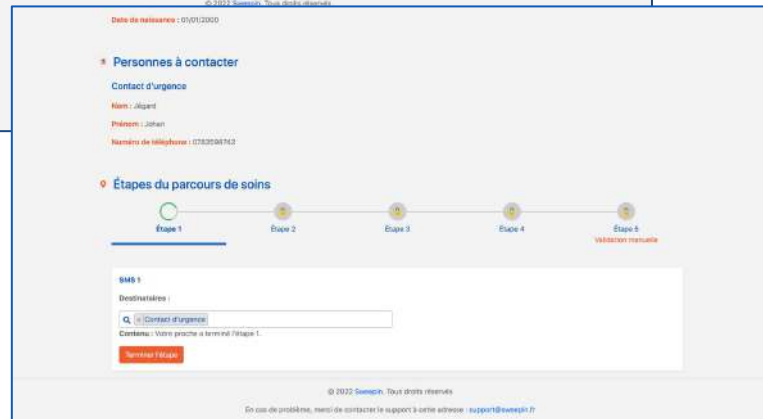 © 2022 Sweepin. Tous droits réservés
Date de naissance : 01/01/2000
Personnes à contacter
Contact d'urgence
Nom : Jégard
Prénom : Johan
Numéro de téléphone :
Étapes du parcours de soins
Étape 1
Étape 2
Étape 3
Étape 4
Étape 5
Validation manuelle
SMS 1
Destinataires :
× Contact d'urgence
Contenu : Votre proche a terminé l'étape 1.
Terminer l'étape
© 2022 Sweepin. Tous droits réservés
En cas de problème, merci de contacter le support à cette adresse : support@sweepin.fr